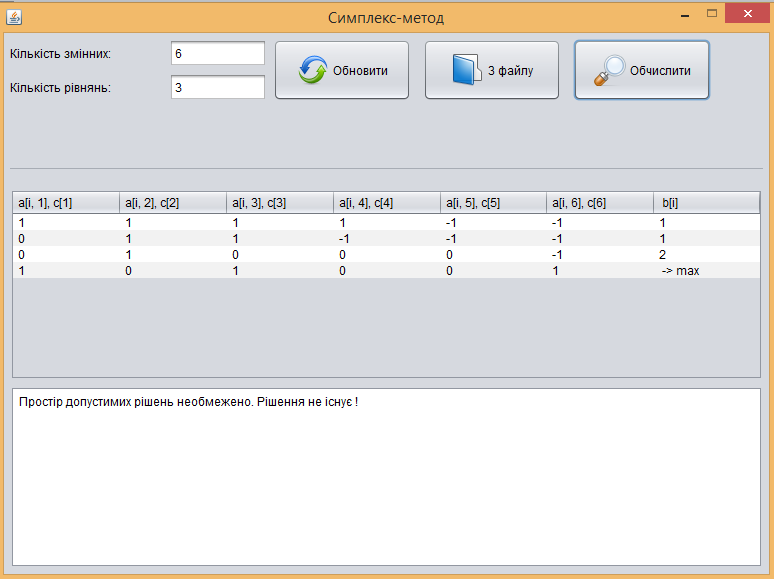 Симплекс-метод
Кількість змінних: 6 Обновити З файлу Обчислити
Кількість рівнянь: 3
a[i, 1], c[1] a[i, 2], c[2] a[i, 3], c[3] a[i, 4], c[4] a[i, 5], c[5] a[i, 6], c[6] b[i]
1 1 1 1 -1 -1 1
0 1 1 -1 -1 -1 1
0 1 0 0 0 -1 2
1 0 1 0 0 1 -> max
Простір допустимих рішень необмежено. Рішення не існує !